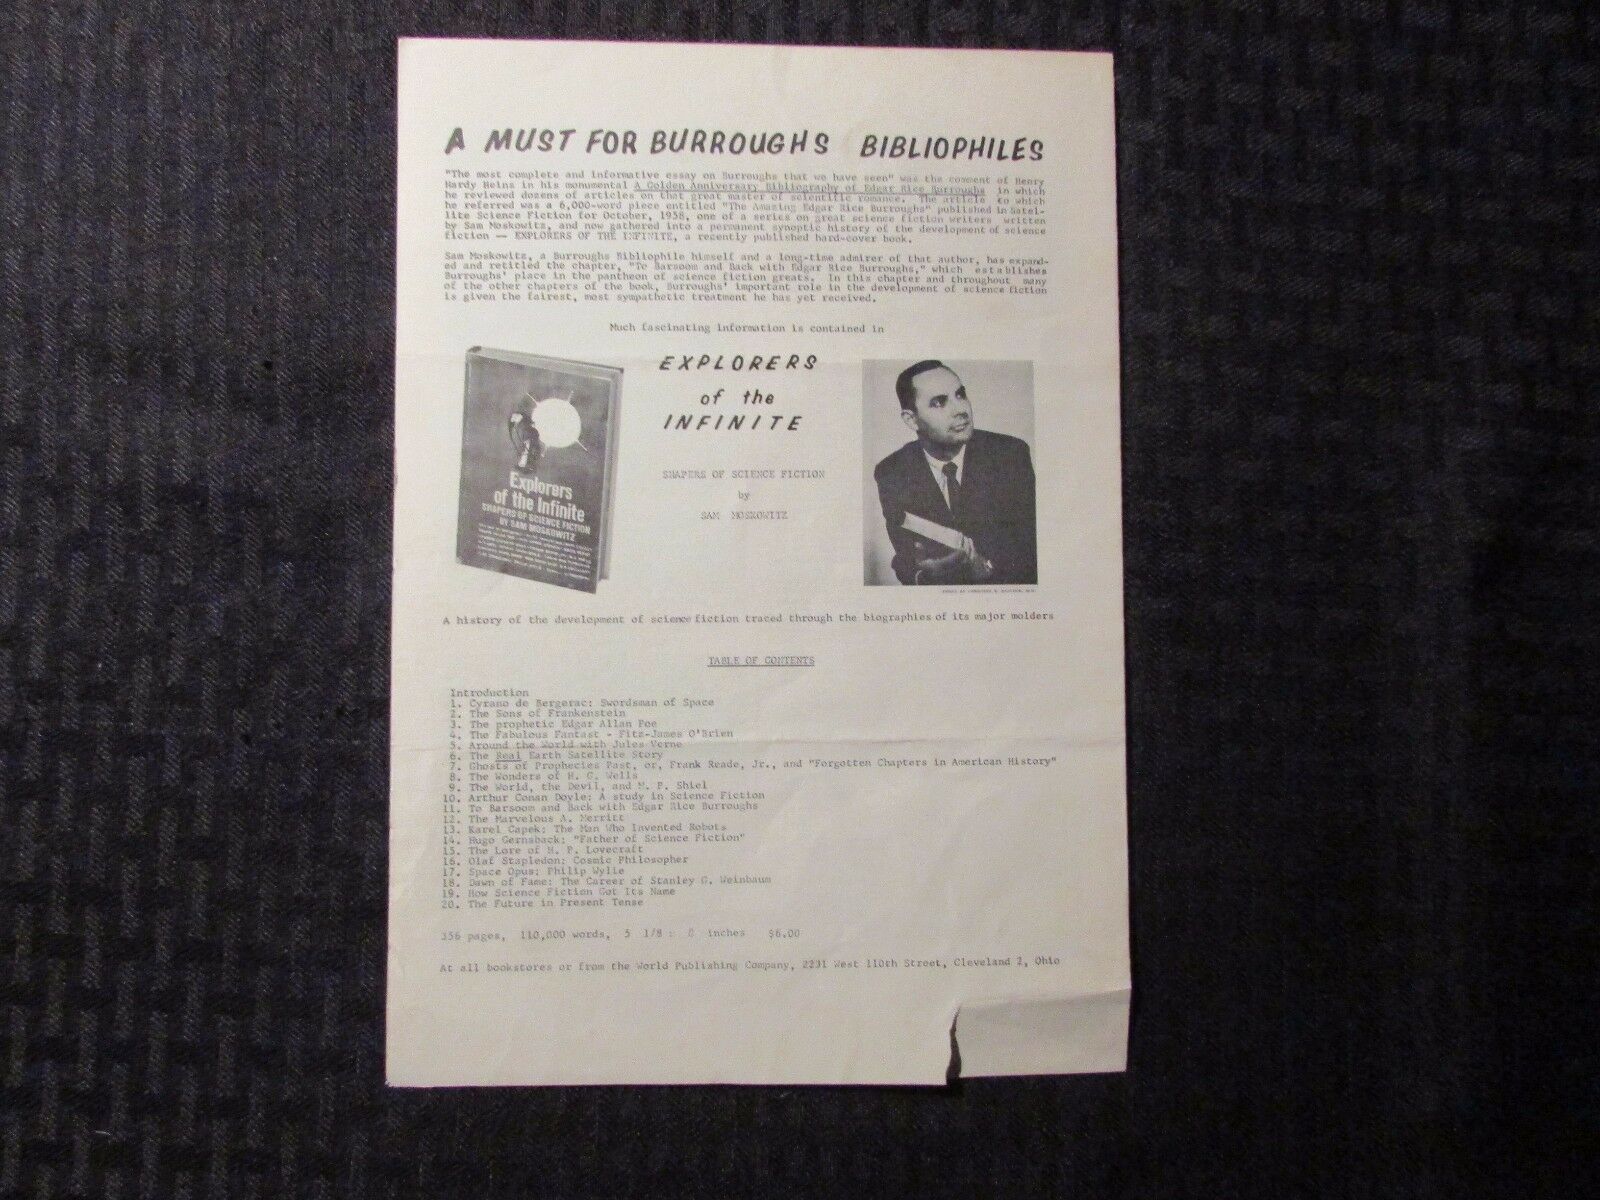 A MUST FOR BURROUGHS BIBLIOPHILES
"The most complete and informative essay on Burroughs that we have seen" was the comment of Henry
Hardy Heins in his monumental A Golden Anniversary Bibliography of Edgar Rice Burroughs in which
he reviewed dozens of articles on that great master of scientific romance. The article to which
he referred was a 6,000-word piece entitled "The Amazing Edgar Rice Burroughs" published in Satel-
lite Science Fiction for October, 1958, one of a series on great science fiction writers written
by Sam Moskowitz, and now gathered into a permanent synoptic history of the development of science
fiction -- EXPLORERS OF THE INFINITE, a recently published hard-cover book.
Sam Moskowitz, a Burroughs Bibliophile himself and a long-time admirer of that author, has expand-
ed and retitled the chapter, "To Barsoom and Back with Edgar Rice Burroughs," which establishes
Burroughs' place in the pantheon of science fiction greats. In this chapter and throughout many
of the other chapters of the book, Burroughs' important role in the development of science fiction
is given the fairest, most sympathetic treatment he has yet received.
Much fascinating information is contained in
EXPLORERS
of the
INFINITE
SHAPERS OF SCIENCE FICTION
by
SAM MOSKOWITZ
Explorers
of the Infinite
SHAPERS OF SCIENCE FICTION
BY SAM MOSKOWITZ
A history of the development of science fiction traced through the biographies of its major molders
TABLE OF CONTENTS
Introduction
1. Cyrano de Bergerac: Swordsman of Space
2. The Sons of Frankenstein
3. The prophetic Edgar Allan Poe
4. The Fabulous Fantast - Fitz-James O'Brien
5. Around the World with Jules Verne
6. The Real Earth Satellite Story
7. Ghosts of Prophecies Past, or, Frank Reade, Jr., and "Forgotten Chapters in American History"
8. The Wonders of H. G. Wells
9. The World, the Devil, and M. P. Shiel
10. Arthur Conan Doyle: A study in Science Fiction
11. To Barsoom and Back with Edgar Rice Burroughs
12. The Marvelous A. Merritt
13. Karel Capek: The Man Who Invented Robots
14. Hugo Gernsback: "Father of Science Fiction"
15. The Lore of H. P. Lovecraft
16. Olaf Stapledon: Cosmic Philosopher
17. Space Opus: Philip Wylie
18. Dawn of Fame: The Career of Stanley G. Weinbaum
19. How Science Fiction Got Its Name
20. The Future in Present Tense
356 pages, 110,000 words, 5 1/8 x 8 inches $6.00
At all bookstores or from the World Publishing Company, 2231 West 110th Street, Cleveland 2, Ohio